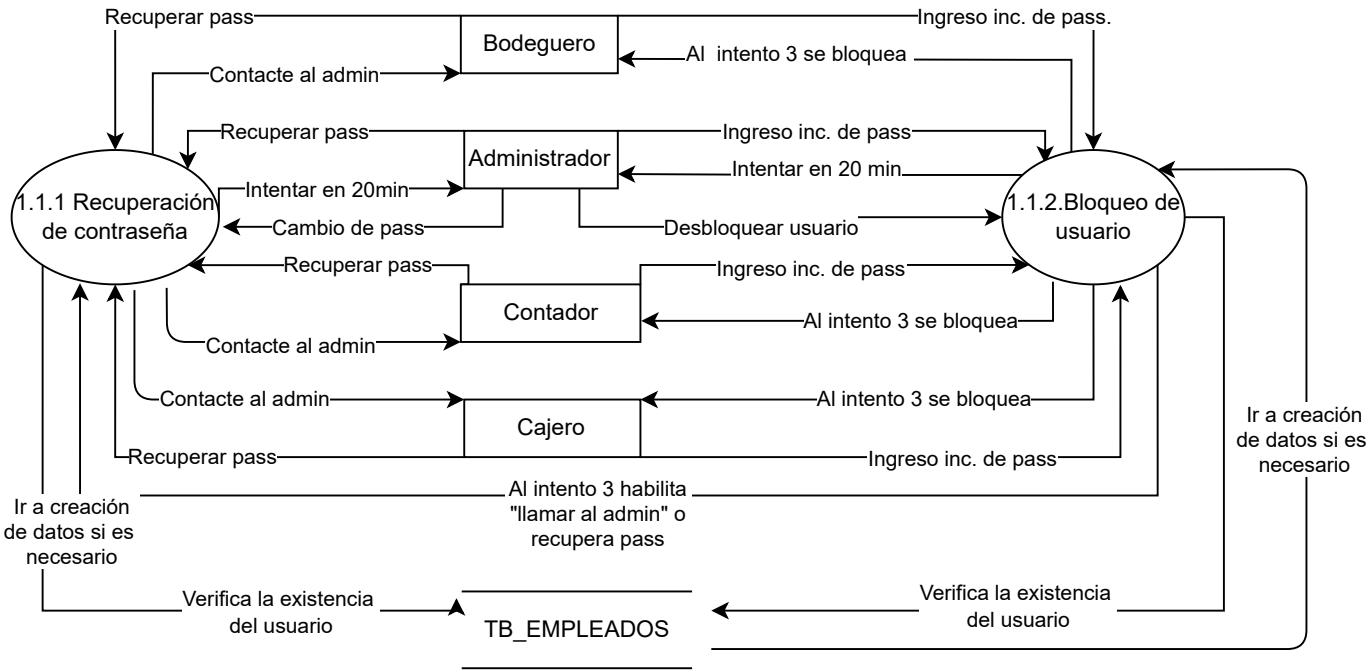 Recuperar pass
Ingreso inc. de pass.
Bodeguero
Al intento 3 se bloquea
Contacte al admin
Recuperar pass
Ingreso inc. de pass
Administrador
Intentar en 20 min
Intentar en 20min
1.1.1 Recuperación
de contraseña
1.1.2.Bloqueo de
usuario
Cambio de pass
Desbloquear usuario
Recuperar pass
Ingreso inc. de pass
Contador
Al intento 3 se bloquea
Contacte al admin
Contacte al admin
Al intento 3 se bloquea
Cajero
Recuperar pass
Ingreso inc. de pass
Ir a creación
de datos si es
necesario
Al intento 3 habilita
"llamar al admin" o
recupera pass
Ir a creación
de datos si es
necesario
Verifica la existencia
del usuario
TB_EMPLEADOS
Verifica la existencia
del usuario